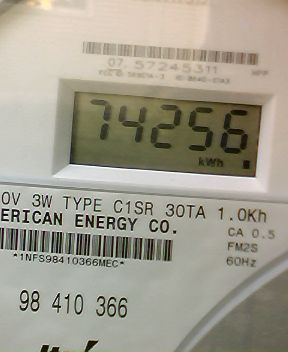 07. 57245311
74256
kWh
0V 3W TYPE C1SR 30TA 1.0Kh
ERICAN ENERGY CO.
CA 0.5
FM2S
*1NFS98410366MEC*
60Hz
98 410 366